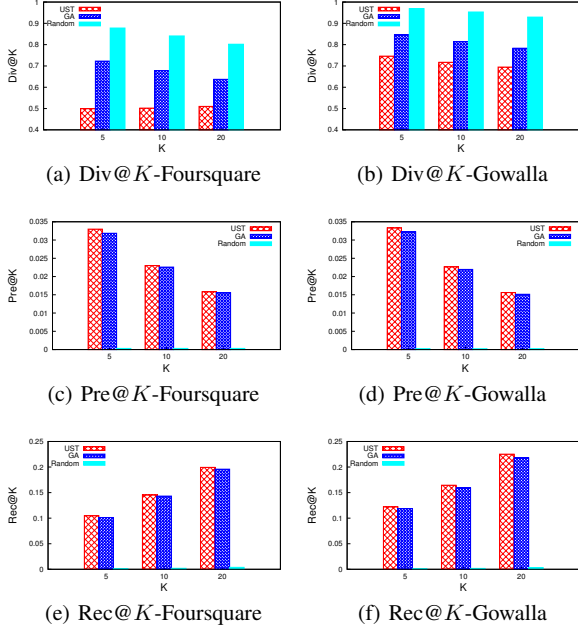 1
0.9
0.8
0.7
0.6
0.5
0.4
Div@K
UST
GA
Random
5 10 20
K
(a) Div@K-Foursquare
1
0.9
0.8
0.7
0.6
0.5
0.4
Div@K
UST
GA
Random
5 10 20
K
(b) Div@K-Gowalla
0.035
0.03
0.025
0.02
0.015
0.01
0.005
0
Pre@K
UST
GA
Random
5 10 20
K
(c) Pre@K-Foursquare
0.035
0.03
0.025
0.02
0.015
0.01
0.005
0
Pre@K
UST
GA
Random
5 10 20
K
(d) Pre@K-Gowalla
0.25
0.2
0.15
0.1
0.05
0
Rec@K
UST
GA
Random
5 10 20
K
(e) Rec@K-Foursquare
0.25
0.2
0.15
0.1
0.05
0
Rec@K
UST
GA
Random
5 10 20
K
(f) Rec@K-Gowalla